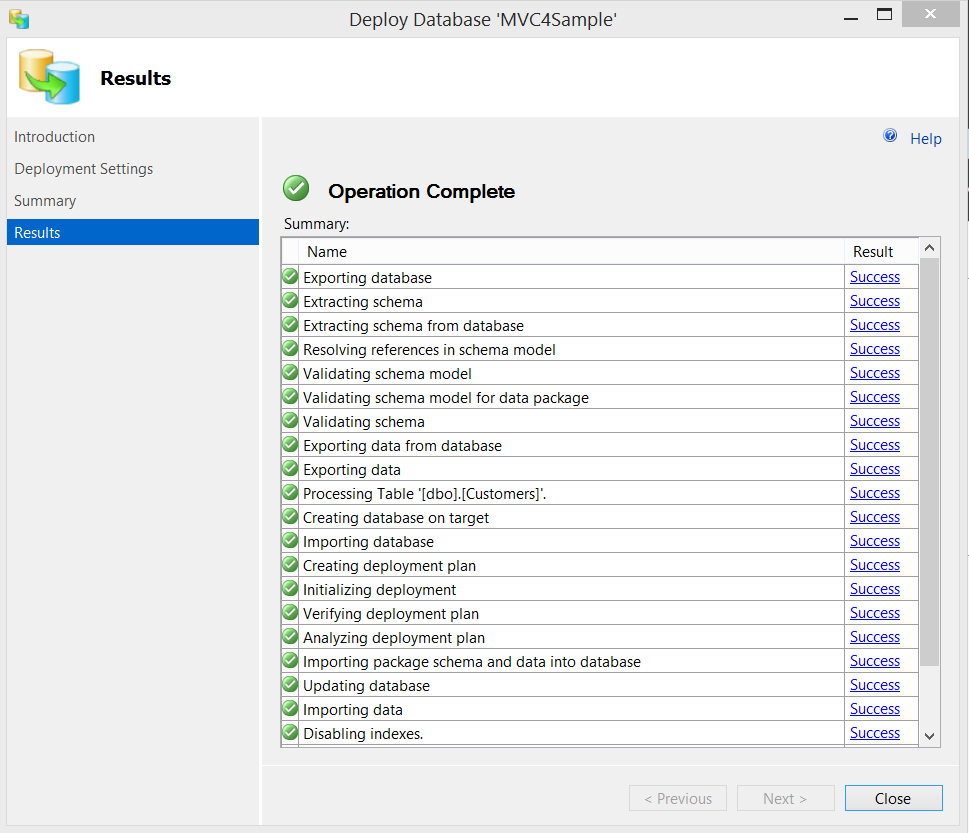 Deploy Database 'MVC4Sample'
Results
Introduction
Deployment Settings
Summary
Results
Help
Operation Complete
Summary:
Name Result
Exporting database Success
Extracting schema Success
Extracting schema from database Success
Resolving references in schema model Success
Validating schema model Success
Validating schema model for data package Success
Validating schema Success
Exporting data from database Success
Exporting data Success
Processing Table '[dbo].[Customers]'. Success
Creating database on target Success
Importing database Success
Creating deployment plan Success
Initializing deployment Success
Verifying deployment plan Success
Analyzing deployment plan Success
Importing package schema and data into database Success
Updating database Success
Importing data Success
Disabling indexes. Success
< Previous Next > Close